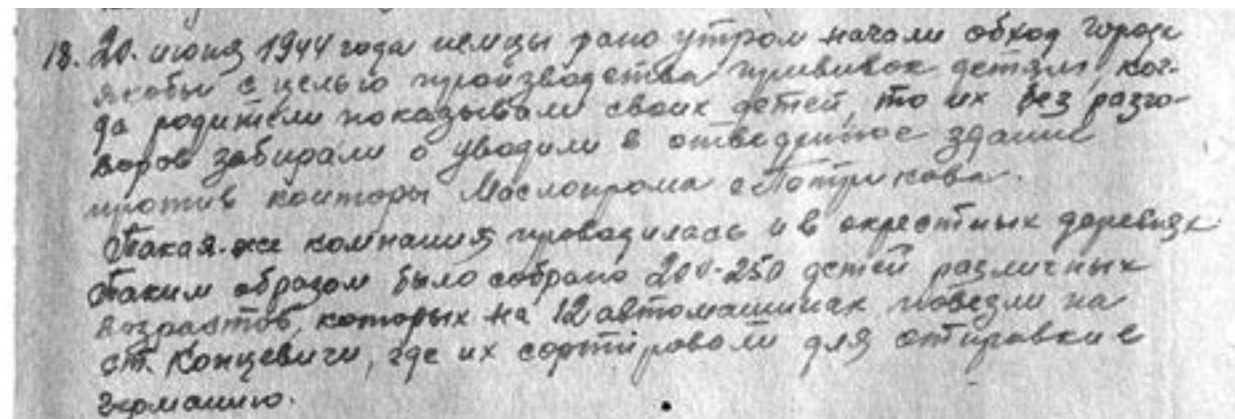 18. 20. июня 1944 года немцы рано утром начали обход города
якобы с целью производства прививок детям, ког-
да родители показывали своих детей, то их без разго-
воров забирали и уводили в отведенное здание
против конторы Маслопрома
Такая-же компания проводилась и в окрестных деревнях
Таким образом было собрано 200-250 детей различных
возрастов, которых на 12 автомашинах повезли на
ст. Концевичи, где их сортировали для отправки в
Германию.